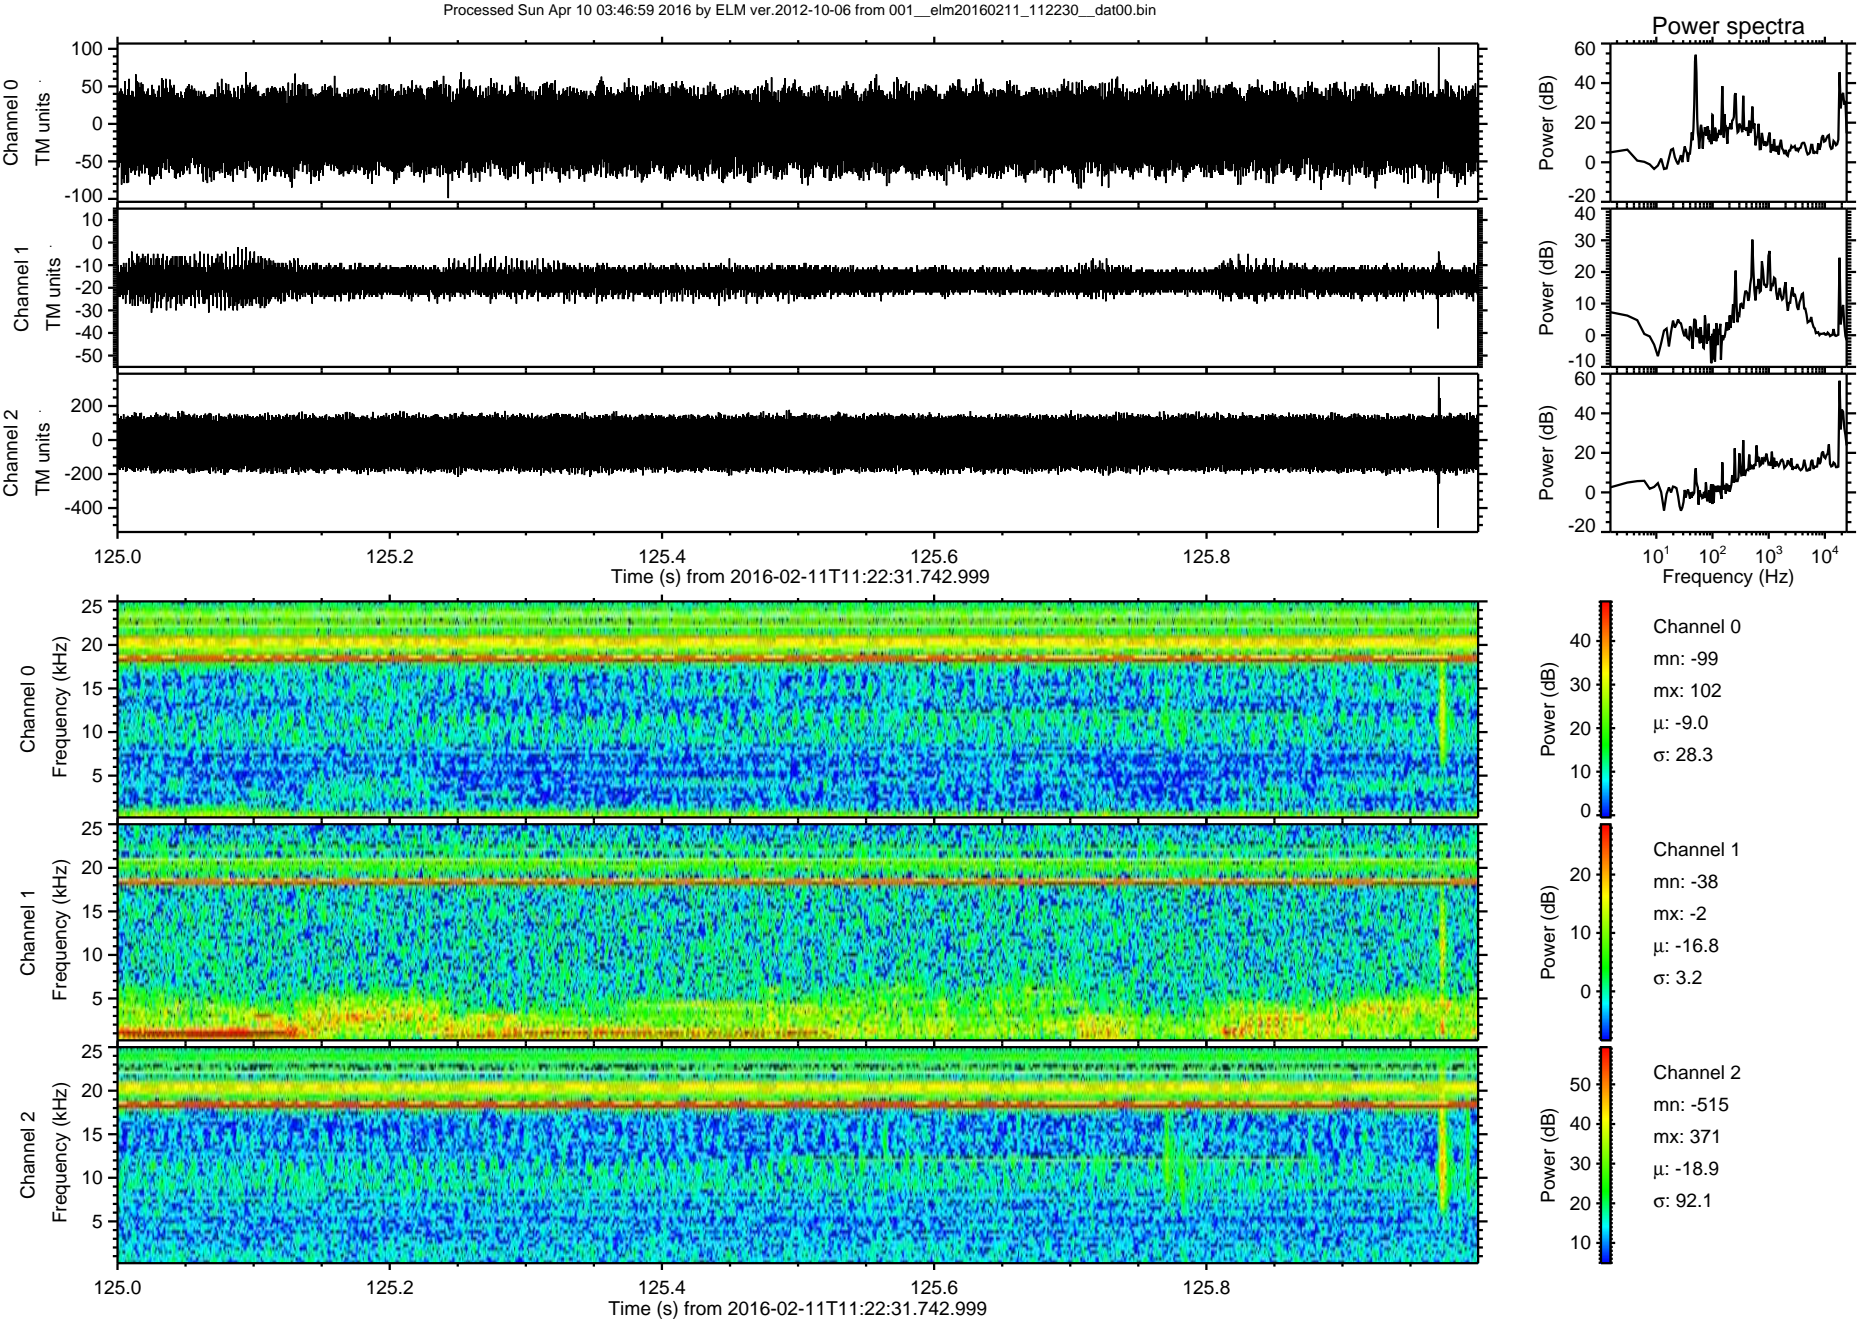 Processed Sun Apr 10 03:46:59 2016 by ELM ver.2012-10-06 from 001__elm20160211_112230__dat00.bin
Power spectra
Channel 0
TM units
100
50
0
-50
-100
Power (dB)
60
40
20
0
-20
Channel 1
TM units
10
0
-10
-20
-30
-40
-50
Power (dB)
40
30
20
10
0
-10
Channel 2
TM units
200
0
-200
-400
Power (dB)
60
40
20
0
-20
125.0 125.2 125.4 125.6 125.8
Time (s) from 2016-02-11T11:22:31.742.999
10¹ 10² 10³ 10⁴
Frequency (Hz)
Channel 0
Frequency (kHz)
25
20
15
10
5
Power (dB)
40
30
20
10
0
Channel 0
mn: -99
mx: 102
μ: -9.0
σ: 28.3
Channel 1
Frequency (kHz)
25
20
15
10
5
Power (dB)
20
10
0
Channel 1
mn: -38
mx: -2
μ: -16.8
σ: 3.2
Channel 2
Frequency (kHz)
25
20
15
10
5
Power (dB)
50
40
30
20
10
Channel 2
mn: -515
mx: 371
μ: -18.9
σ: 92.1
125.0 125.2 125.4 125.6 125.8
Time (s) from 2016-02-11T11:22:31.742.999